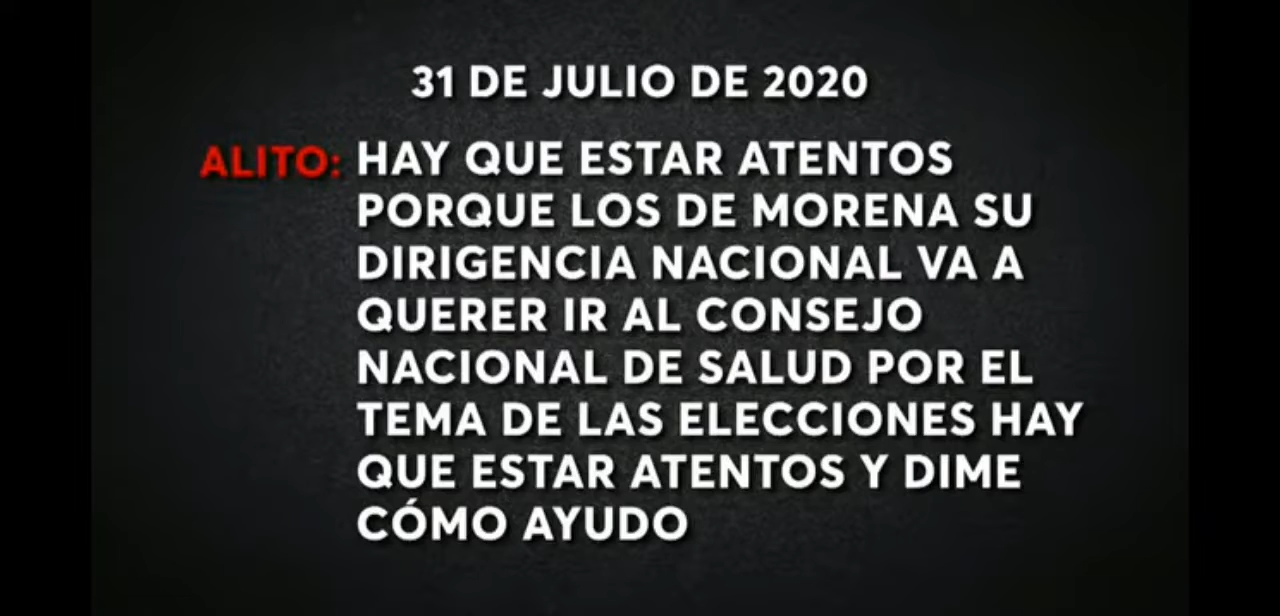 31 DE JULIO DE 2020
ALITO: HAY QUE ESTAR ATENTOS
PORQUE LOS DE MORENA SU
DIRIGENCIA NACIONAL VA A
QUERER IR AL CONSEJO
NACIONAL DE SALUD POR EL
TEMA DE LAS ELECCIONES HAY
QUE ESTAR ATENTOS Y DIME
CÓMO AYUDO